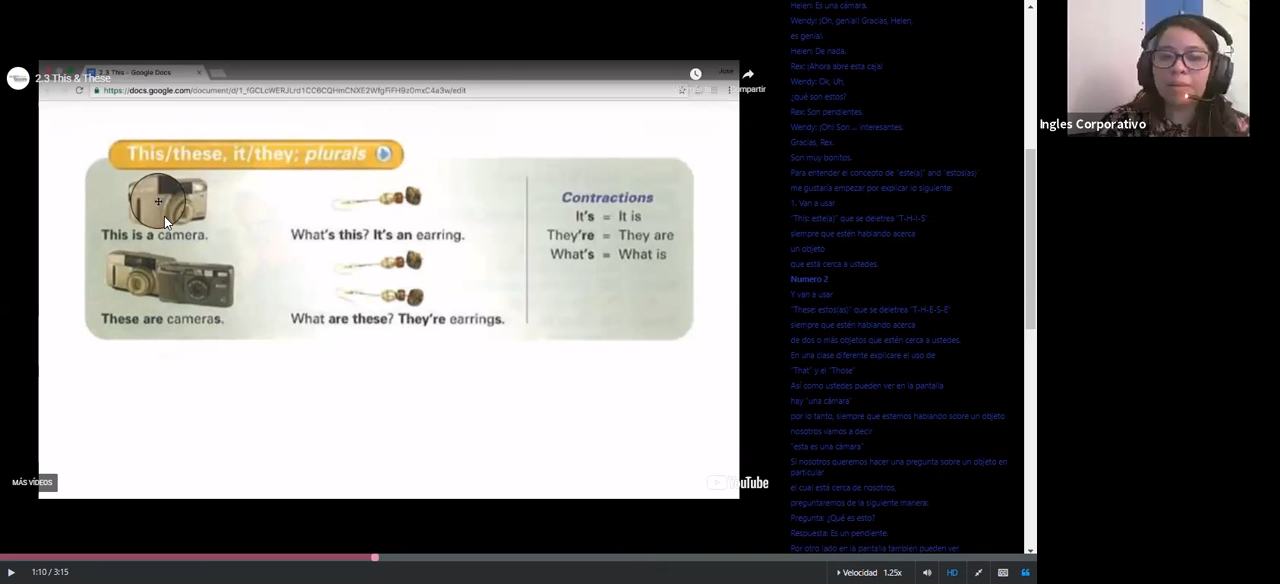 2.3 This - Google Docs
2.3 This & These
https://docs.google.com/document/d/1_fGCLcWERJLrd1CC6CQHmCNXE2WfgFiFH9z0mxC4a3w/edit
This/these, it/they; plurals
This is a camera.
These are cameras.
What's this? It's an earring.
What are these? They're earrings.
Contractions
It's = It is
They're = They are
What's = What is
MÁS VÍDEOS
YouTube
1:10 / 3:15
Velocidad 1.25x
HD
Helen: Es una cámara.
Wendy: ¡Oh, genial! Gracias, Helen,
es genial.
Helen: De nada.
Rex: ¡Ahora abre esta caja!
Wendy: Ok, Uh,
¿qué son estos?
Rex: Son pendientes.
Wendy: ¡Oh! Son ... interesantes.
Gracias, Rex.
Son muy bonitos.
Para entender el concepto de "este(a)" and "estos(as)
me gustaría empezar por explicar lo siguiente:
1. Van a usar
"This: este(a)" que se deletrea "T-H-I-S"
siempre que estén hablando acerca
un objeto
que está cerca a ustedes.
Numero 2
Y van a usar
"These: estos(as)" que se deletrea "T-H-E-S-E"
siempre que estén hablando acerca
de dos o más objetos que estén cerca a ustedes.
En una clase diferente explicare el uso de
"That" y el "Those"
Así como ustedes pueden ver en la pantalla
hay "una cámara"
por lo tanto, siempre que estemos hablando sobre un objeto
nosotros vamos a decir
"esta es una cámara"
Si nosotros queremos hacer una pregunta sobre un objeto en
particular
el cual está cerca de nosotros,
preguntaremos de la siguiente manera:
Pregunta: ¿Qué es esto?
Respuesta: Es un pendiente.
Por otro lado en la pantalla también pueden ver
Ingles Corporativo